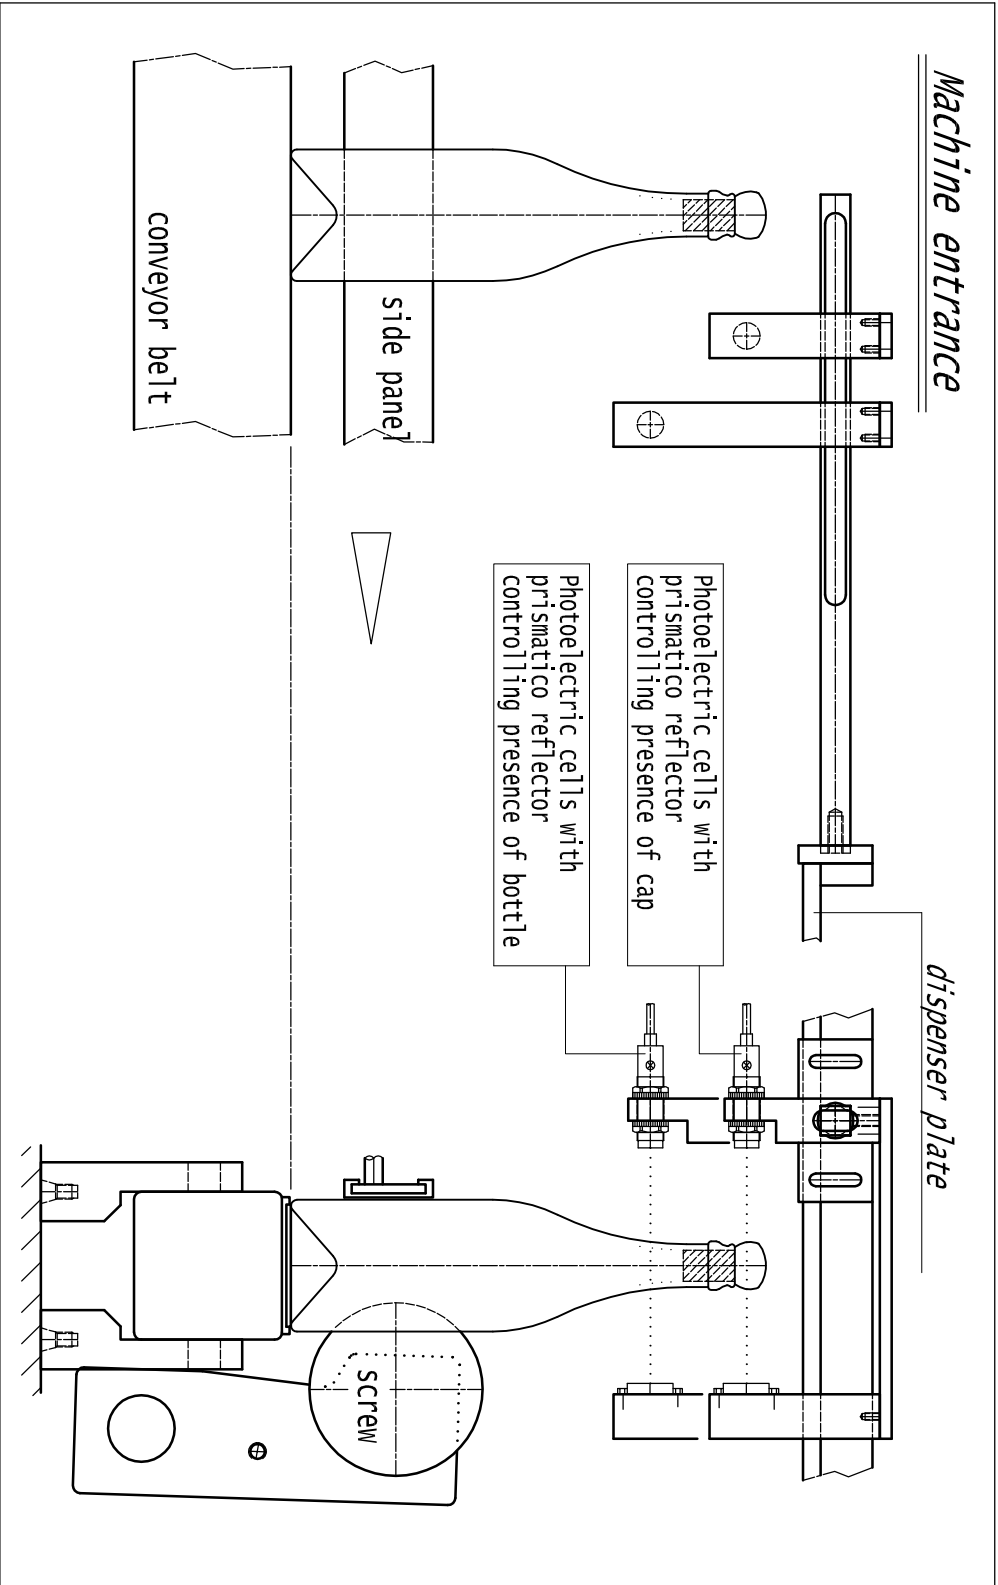 Machine entrance
dispenser plate
Photoelectric cells with
prismatico reflector
controlling presence of cap
Photoelectric cells with
prismatico reflector
controlling presence of bottle
side panel
screw
conveyor belt